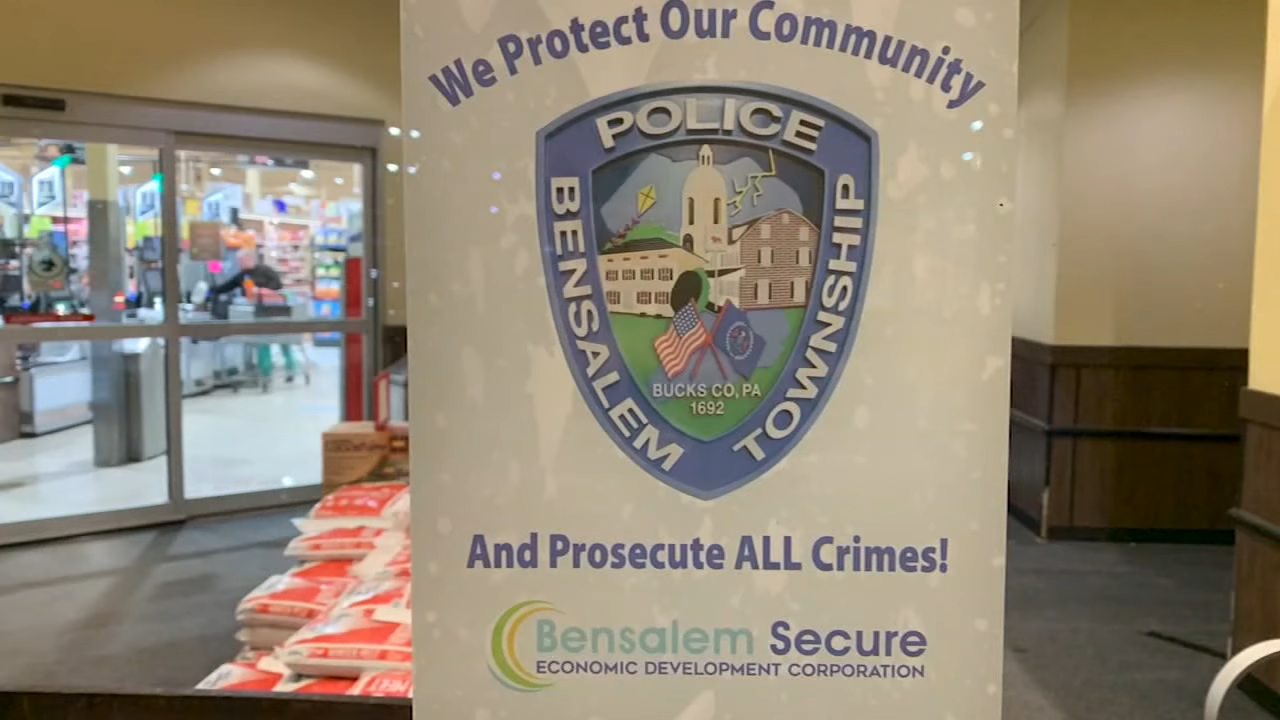 We Protect Our Community
POLICE
BENSALEM
TOWNSHIP
BUCKS CO, PA
1692
And Prosecute ALL Crimes!
Bensalem Secure
ECONOMIC DEVELOPMENT CORPORATION